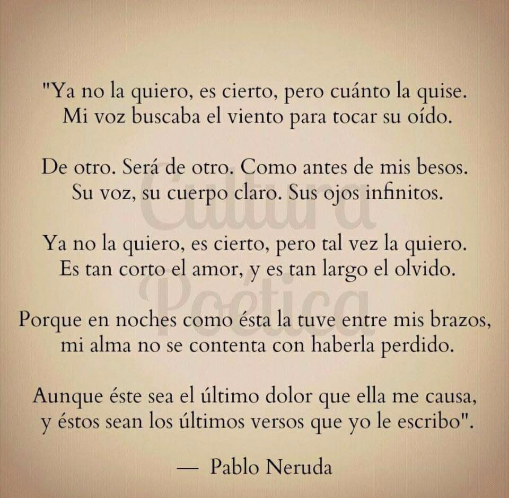 "Ya no la quiero, es cierto, pero cuánto la quise.
Mi voz buscaba el viento para tocar su oído.
De otro. Será de otro. Como antes de mis besos.
Su voz, su cuerpo claro. Sus ojos infinitos.
Ya no la quiero, es cierto, pero tal vez la quiero.
Es tan corto el amor, y es tan largo el olvido.
Porque en noches como ésta la tuve entre mis brazos,
mi alma no se contenta con haberla perdido.
Aunque éste sea el último dolor que ella me causa,
y éstos sean los últimos versos que yo le escribo".
— Pablo Neruda
Cultura
Poética